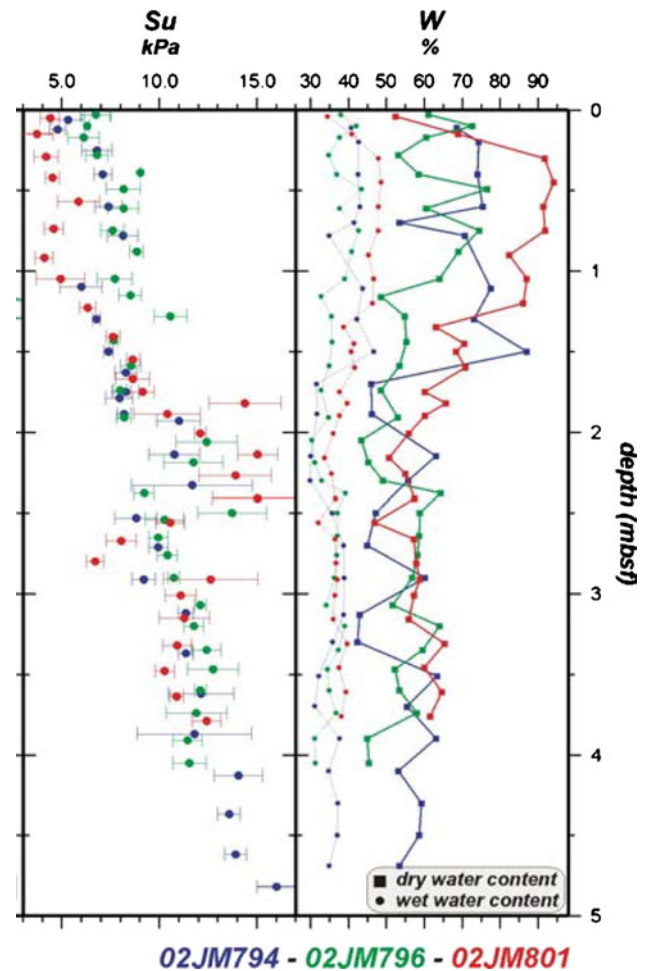 Su W
kPa %
5.0 10.0 15.0 30 40 50 60 70 80 90
0
1
2
depth (mbsf)
3
4
dry water content
wet water content
5
02JM794 - 02JM796 - 02JM801